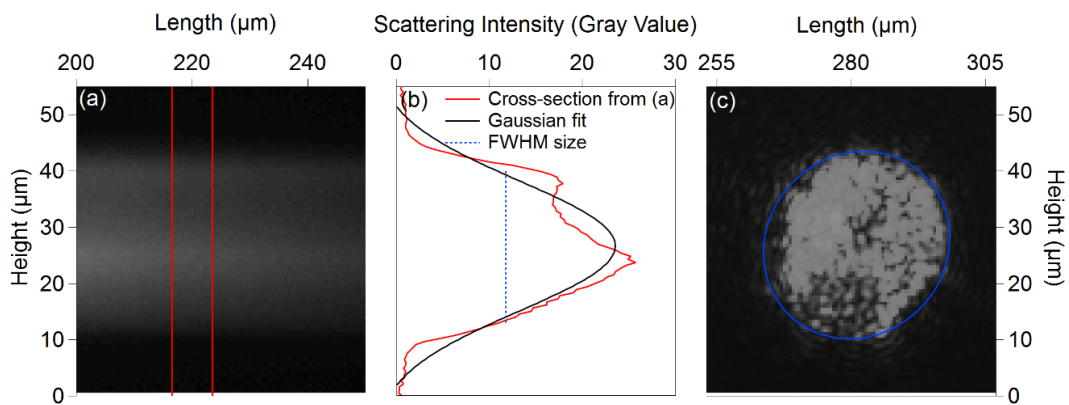 Length (µm)
200 220 240
Height (µm)
50
40
30
20
10
0
(a)
Scattering Intensity (Gray Value)
0 10 20 30
(b)
Cross-section from (a)
Gaussian fit
FWHM size
Length (µm)
255 280 305
(c)
50
40
30
20
10
0
Height (µm)